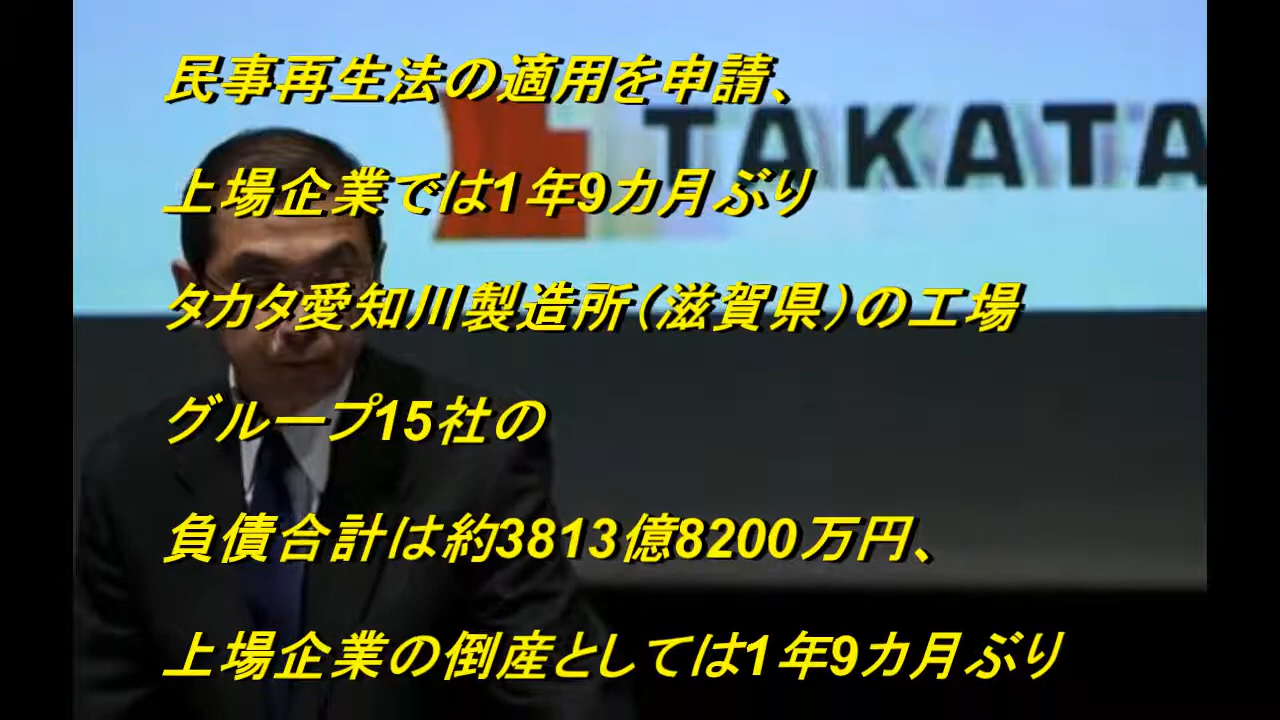 民事再生法の適用を申請、
TAKATA
上場企業では1年9カ月ぶり
タカタ愛知川製造所（滋賀県）の工場
グループ15社の
負債合計は約3813億8200万円、
上場企業の倒産としては1年9カ月ぶり